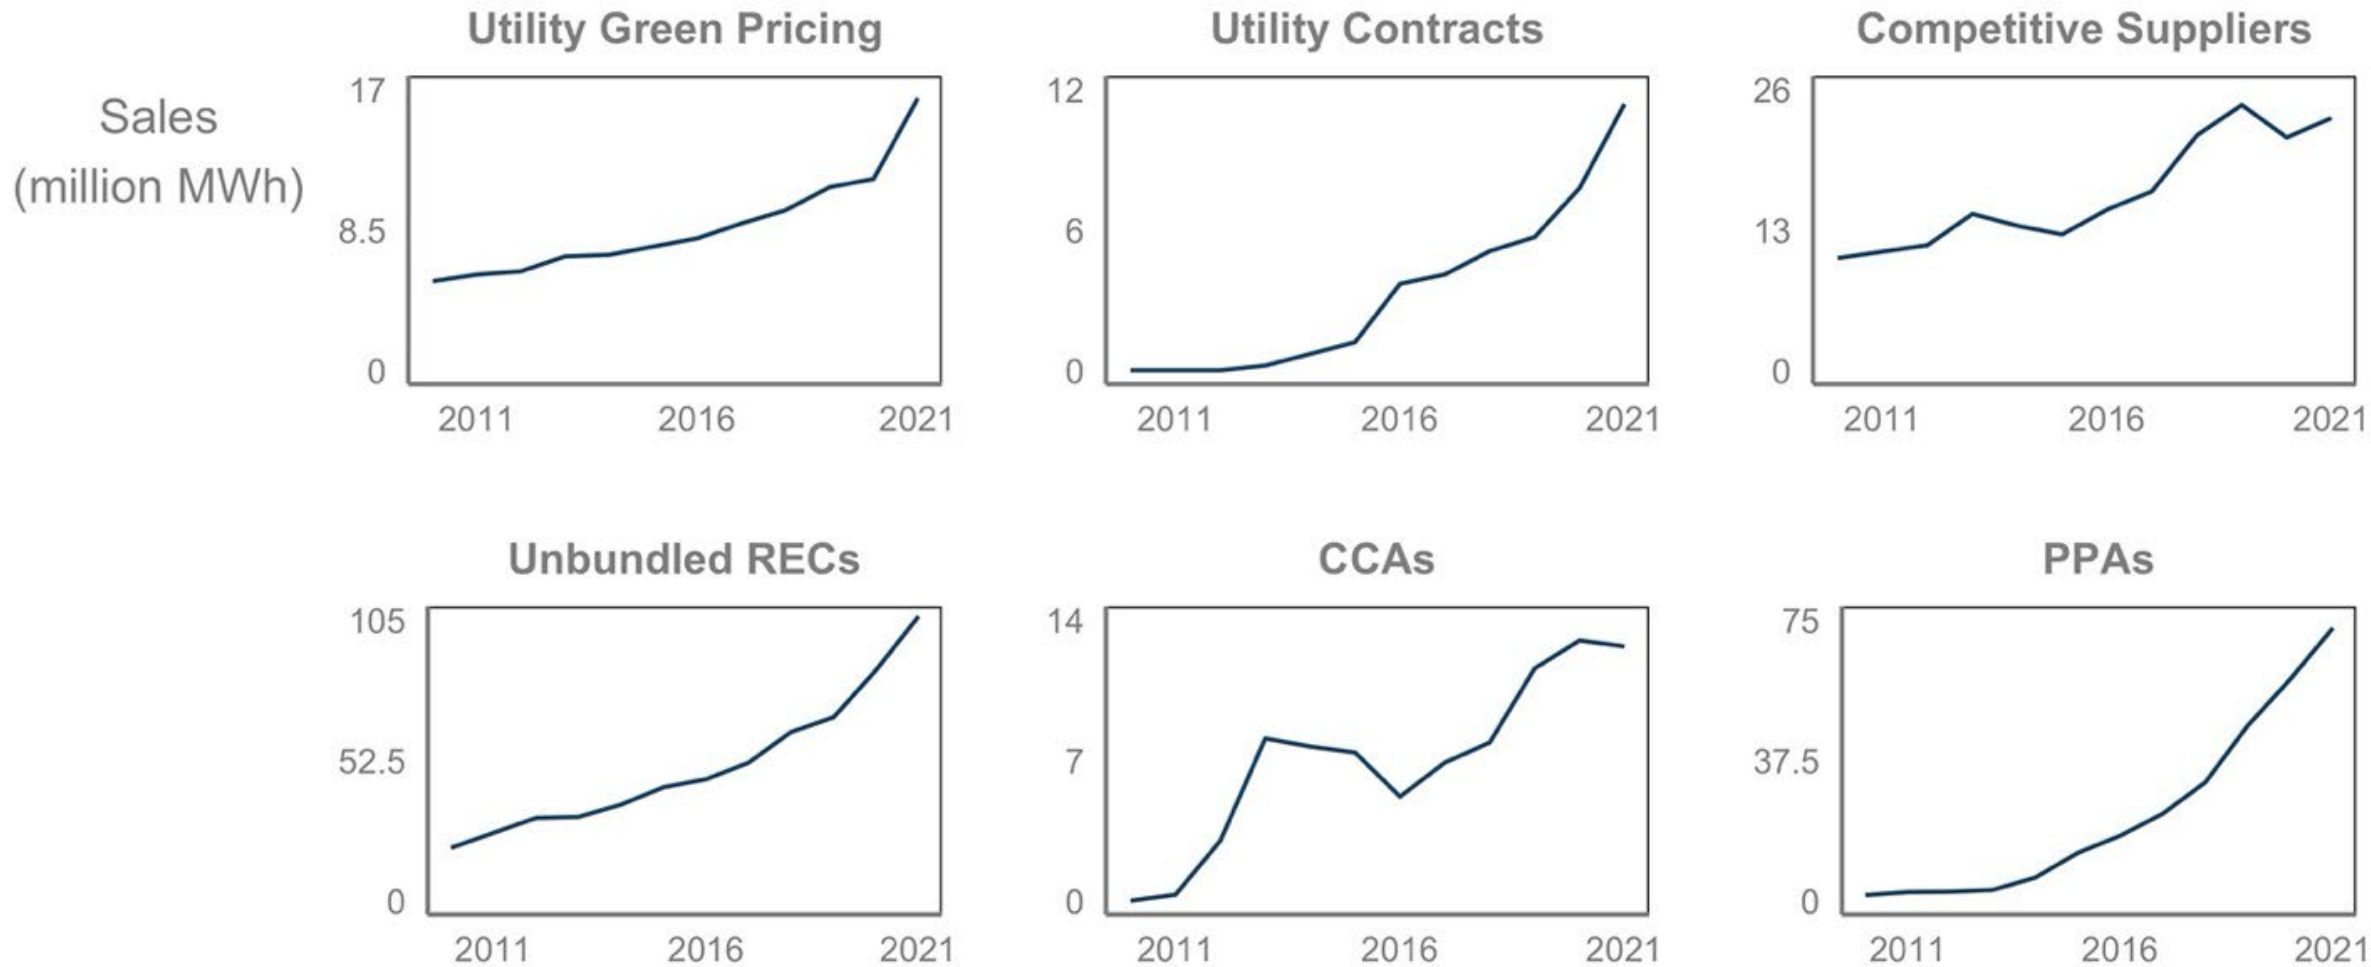 Utility Green Pricing
Utility Contracts
Competitive Suppliers
Sales
(million MWh)
17
8.5
0
2011 2016 2021
12
6
0
2011 2016 2021
26
13
0
2011 2016 2021
Unbundled RECs
CCAs
PPAs
105
52.5
0
2011 2016 2021
14
7
0
2011 2016 2021
75
37.5
0
2011 2016 2021